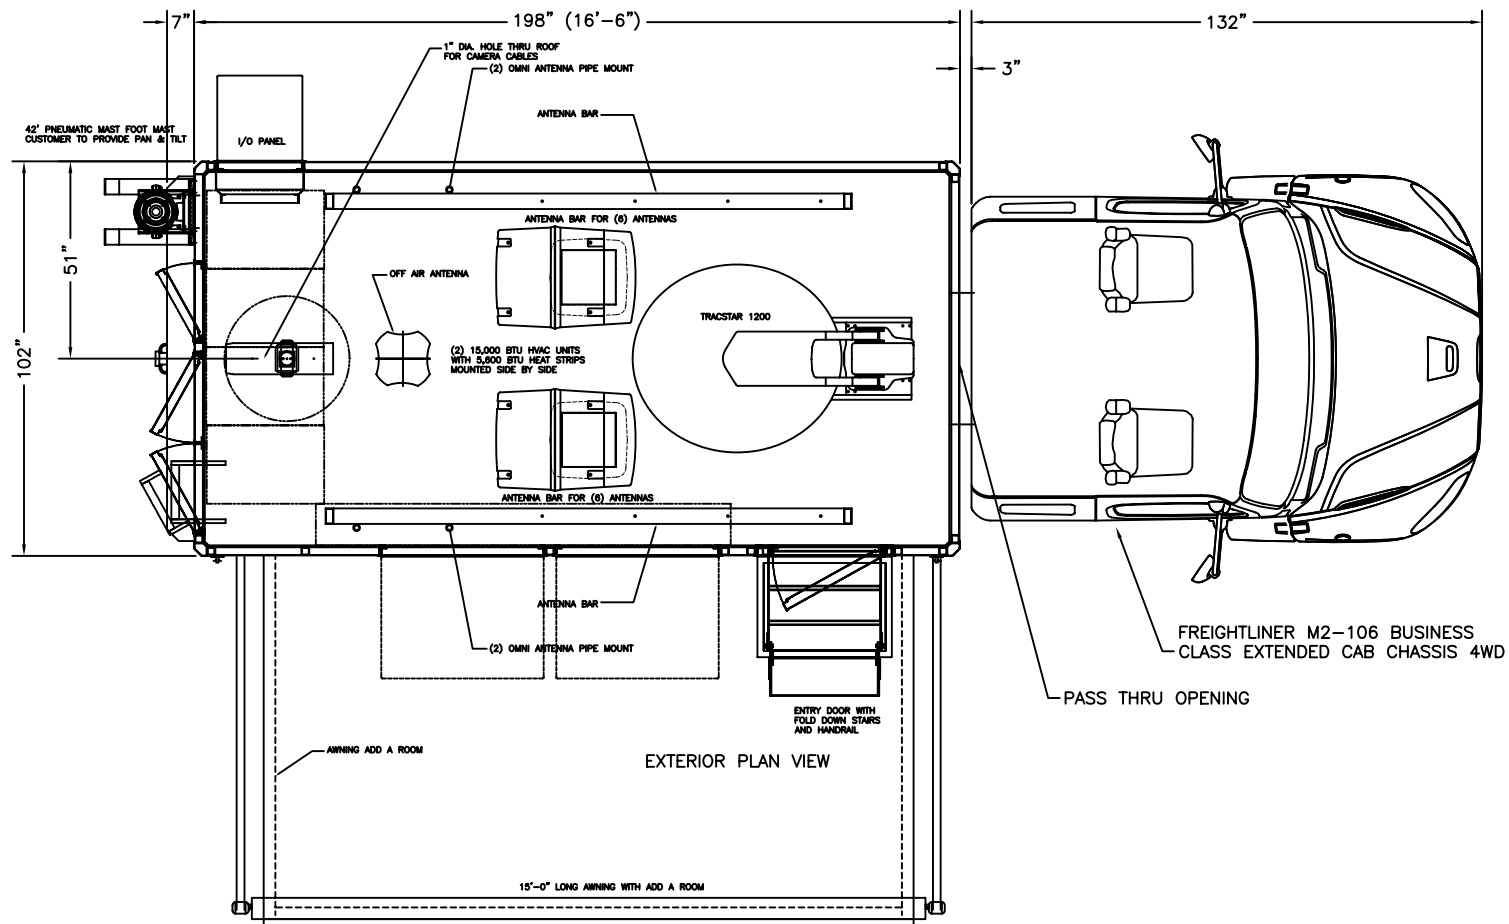 7" 198" (16'-6") 132"
3"
1" DIA. HOLE THRU ROOF
FOR CAMERA CABLES
(2) OMNI ANTENNA PIPE MOUNT
ANTENNA BAR
42' PNEUMATIC MAST FOOT MAST
CUSTOMER TO PROVIDE PAN & TILT
I/O PANEL
ANTENNA BAR FOR (6) ANTENNAS
51"
OFF AIR ANTENNA
TRACSTAR 1200
102"
(2) 15,000 BTU HVAC UNITS
WITH 5,600 BTU HEAT STRIPS
MOUNTED SIDE BY SIDE
ANTENNA BAR FOR (6) ANTENNAS
ANTENNA BAR
(2) OMNI ANTENNA PIPE MOUNT
FREIGHTLINER M2-106 BUSINESS
CLASS EXTENDED CAB CHASSIS 4WD
PASS THRU OPENING
ENTRY DOOR WITH
FOLD DOWN STAIRS
AND HANDRAIL
AWNING ADD A ROOM
EXTERIOR PLAN VIEW
15'-0" LONG AWNING WITH ADD A ROOM